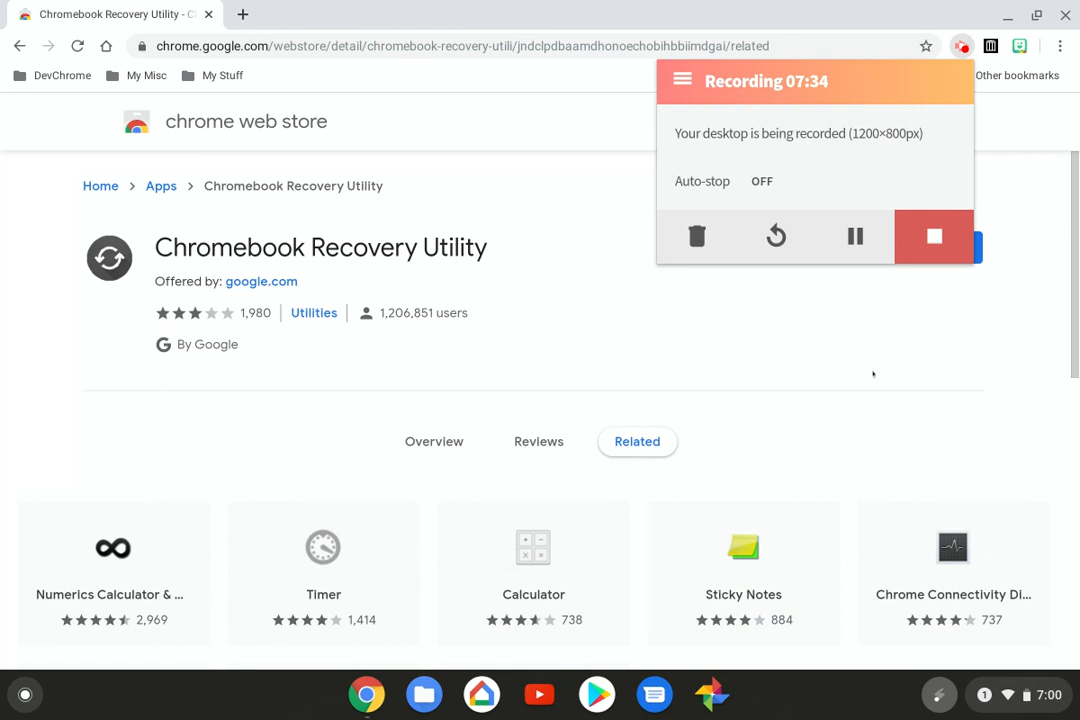 Chromebook Recovery Utility - C
chrome.google.com/webstore/detail/chromebook-recovery-utili/jndclpdbaamdhonoechobihbbiimdgai/related
DevChrome
My Misc
My Stuff
Other bookmarks
Recording 07:34
Your desktop is being recorded (1200×800px)
Auto-stop OFF
chrome web store
Home > Apps > Chromebook Recovery Utility
Chromebook Recovery Utility
Offered by: google.com
1,980
Utilities
1,206,851 users
By Google
Overview
Reviews
Related
Numerics Calculator & ...
Timer
Calculator
Sticky Notes
Chrome Connectivity Di...
2,969
1,414
738
884
737
1
7:00